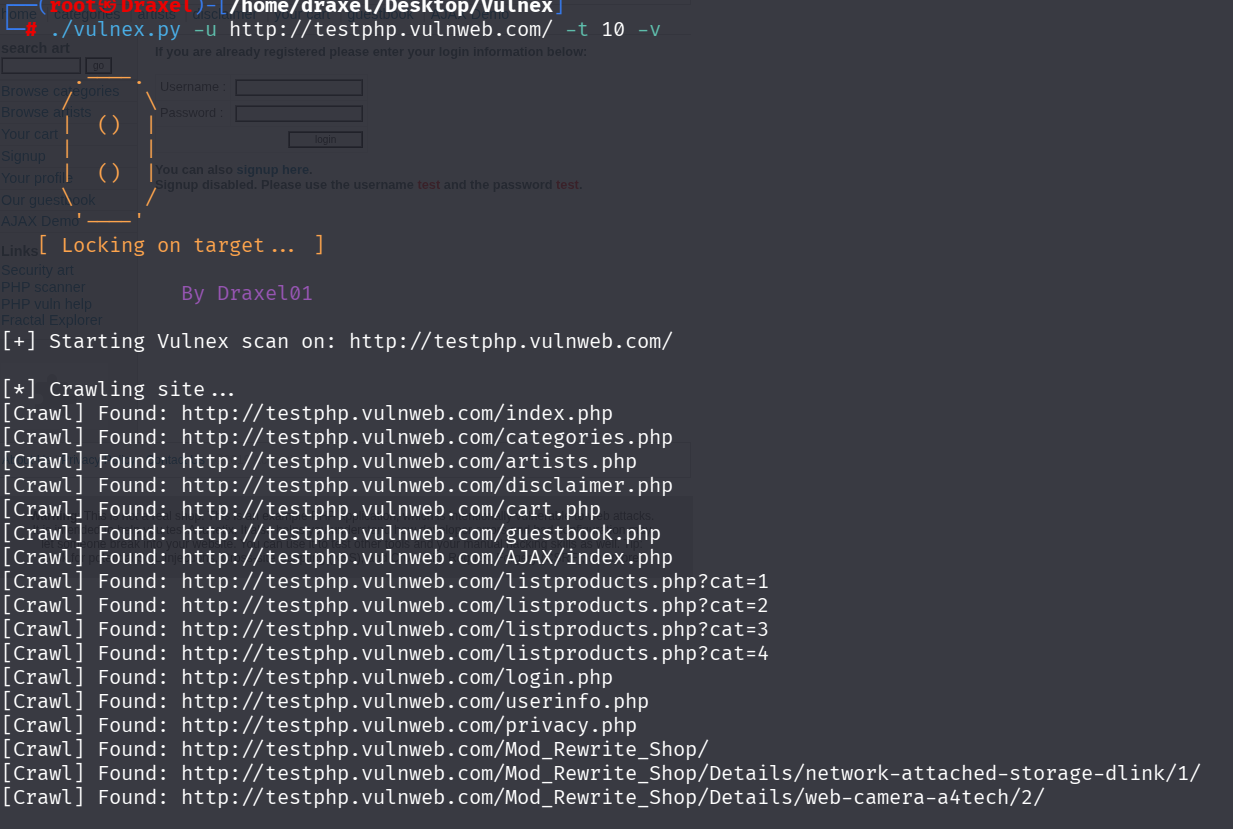 ┌──(root㉿Draxel)-[/home/draxel/Desktop/Vulnex]
└─# ./vulnex.py -u http://testphp.vulnweb.com/ -t 10 -v
search art
go
If you are already registered please enter your login information below:
Browse categories
Username :
Browse artists
Password :
Your cart
login
Signup
You can also signup here.
Your profile
Signup disabled. Please use the username test and the password test.
Our guestbook
AJAX Demo
Links
Security art
PHP scanner
PHP vuln help
Fractal Explorer
.————.
/      \
|  ()  |
|      |
|  ()  |
\      /
'————'
[ Locking on target... ]
By Draxel01
[+] Starting Vulnex scan on: http://testphp.vulnweb.com/
[*] Crawling site...
[Crawl] Found: http://testphp.vulnweb.com/index.php
[Crawl] Found: http://testphp.vulnweb.com/categories.php
[Crawl] Found: http://testphp.vulnweb.com/artists.php
[Crawl] Found: http://testphp.vulnweb.com/disclaimer.php
[Crawl] Found: http://testphp.vulnweb.com/cart.php
[Crawl] Found: http://testphp.vulnweb.com/guestbook.php
[Crawl] Found: http://testphp.vulnweb.com/AJAX/index.php
[Crawl] Found: http://testphp.vulnweb.com/listproducts.php?cat=1
[Crawl] Found: http://testphp.vulnweb.com/listproducts.php?cat=2
[Crawl] Found: http://testphp.vulnweb.com/listproducts.php?cat=3
[Crawl] Found: http://testphp.vulnweb.com/listproducts.php?cat=4
[Crawl] Found: http://testphp.vulnweb.com/login.php
[Crawl] Found: http://testphp.vulnweb.com/userinfo.php
[Crawl] Found: http://testphp.vulnweb.com/privacy.php
[Crawl] Found: http://testphp.vulnweb.com/Mod_Rewrite_Shop/
[Crawl] Found: http://testphp.vulnweb.com/Mod_Rewrite_Shop/Details/network-attached-storage-dlink/1/
[Crawl] Found: http://testphp.vulnweb.com/Mod_Rewrite_Shop/Details/web-camera-a4tech/2/